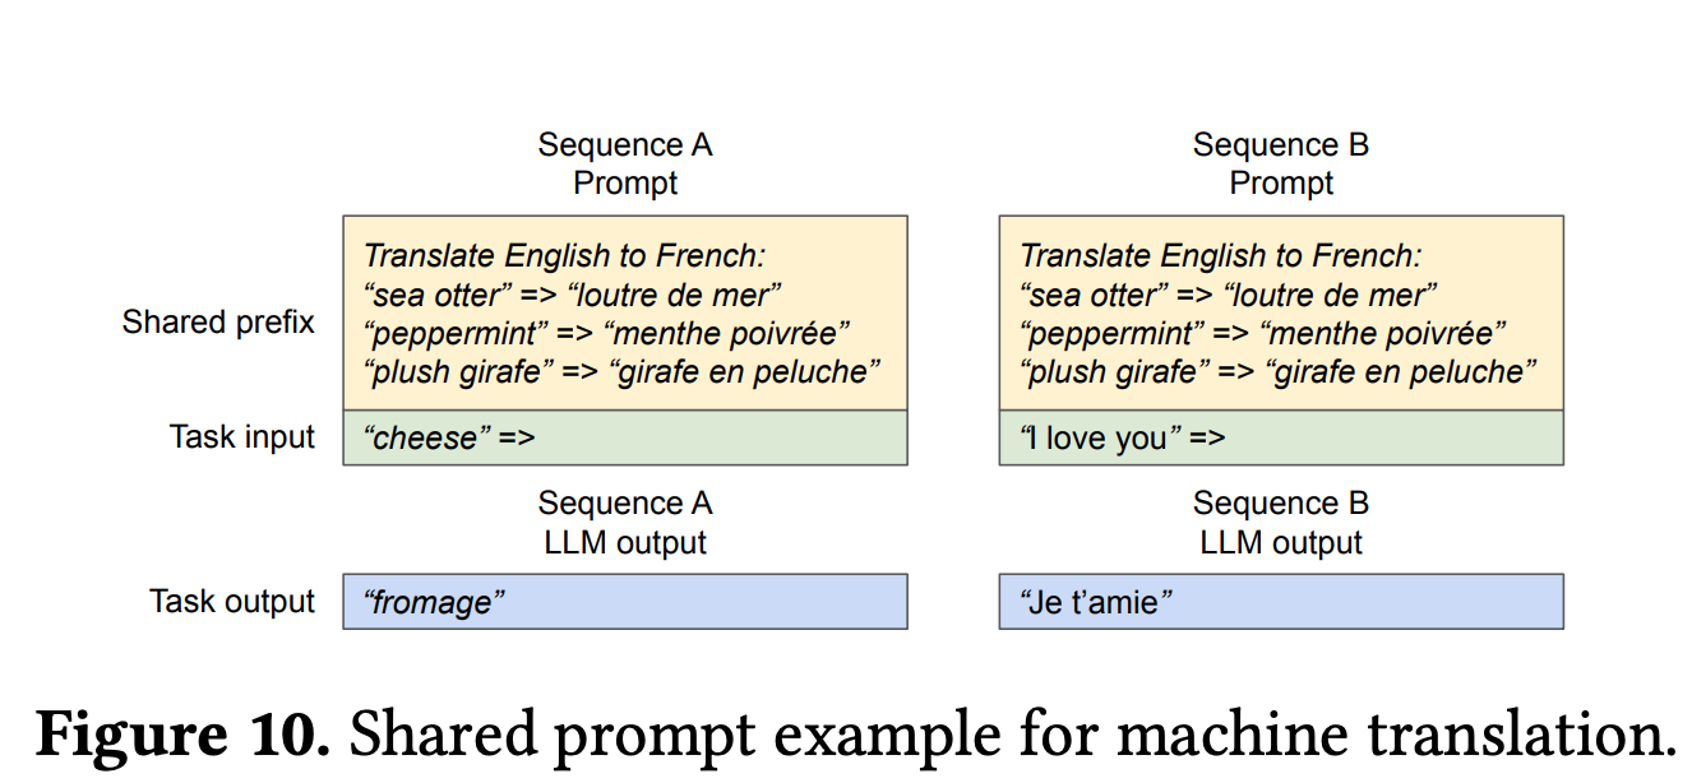 Sequence A
Prompt
Sequence B
Prompt
Shared prefix
Translate English to French:
“sea otter” => “loutre de mer”
“peppermint” => “menthe poivrée”
“plush girafe” => “girafe en peluche”
Translate English to French:
“sea otter” => “loutre de mer”
“peppermint” => “menthe poivrée”
“plush girafe” => “girafe en peluche”
Task input
“cheese” =>
“I love you” =>
Sequence A
LLM output
Sequence B
LLM output
Task output
“fromage”
“Je t’amie”
Figure 10. Shared prompt example for machine translation.